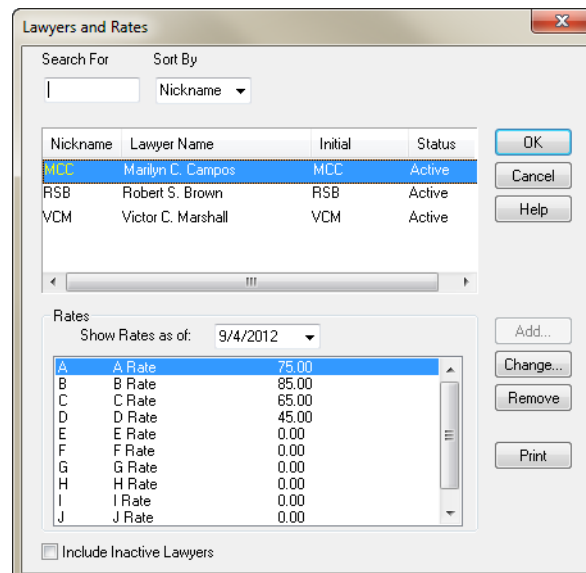 Lawyers and Rates
Search For Sort By
Nickname
Nickname Lawyer Name Initial Status
MCC Marilyn C. Campos MCC Active
RSB Robert S. Brown RSB Active
VCM Victor C. Marshall VCM Active
OK
Cancel
Help
Rates
Show Rates as of: 9/4/2012
A A Rate 75.00
B B Rate 85.00
C C Rate 65.00
D D Rate 45.00
E E Rate 0.00
F F Rate 0.00
G G Rate 0.00
H H Rate 0.00
I I Rate 0.00
J J Rate 0.00
Add...
Change...
Remove
Print
Include Inactive Lawyers